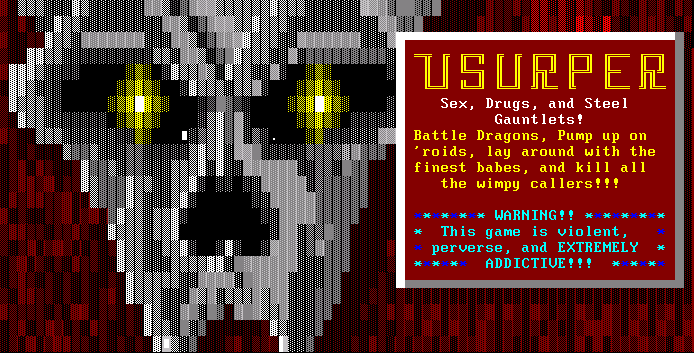 USURPER
Sex, Drugs, and Steel
Gauntlets!
Battle Dragons, Pump up on
'roids, lay around with the
finest babes, and kill all
the wimpy callers!!!
·*·*·*·* WARNING!! *·*·*·*·*
* This game is violent, ·
· perverse, and EXTREMELY *
*·*·*· ADDICTIVE!!! *·*·*·